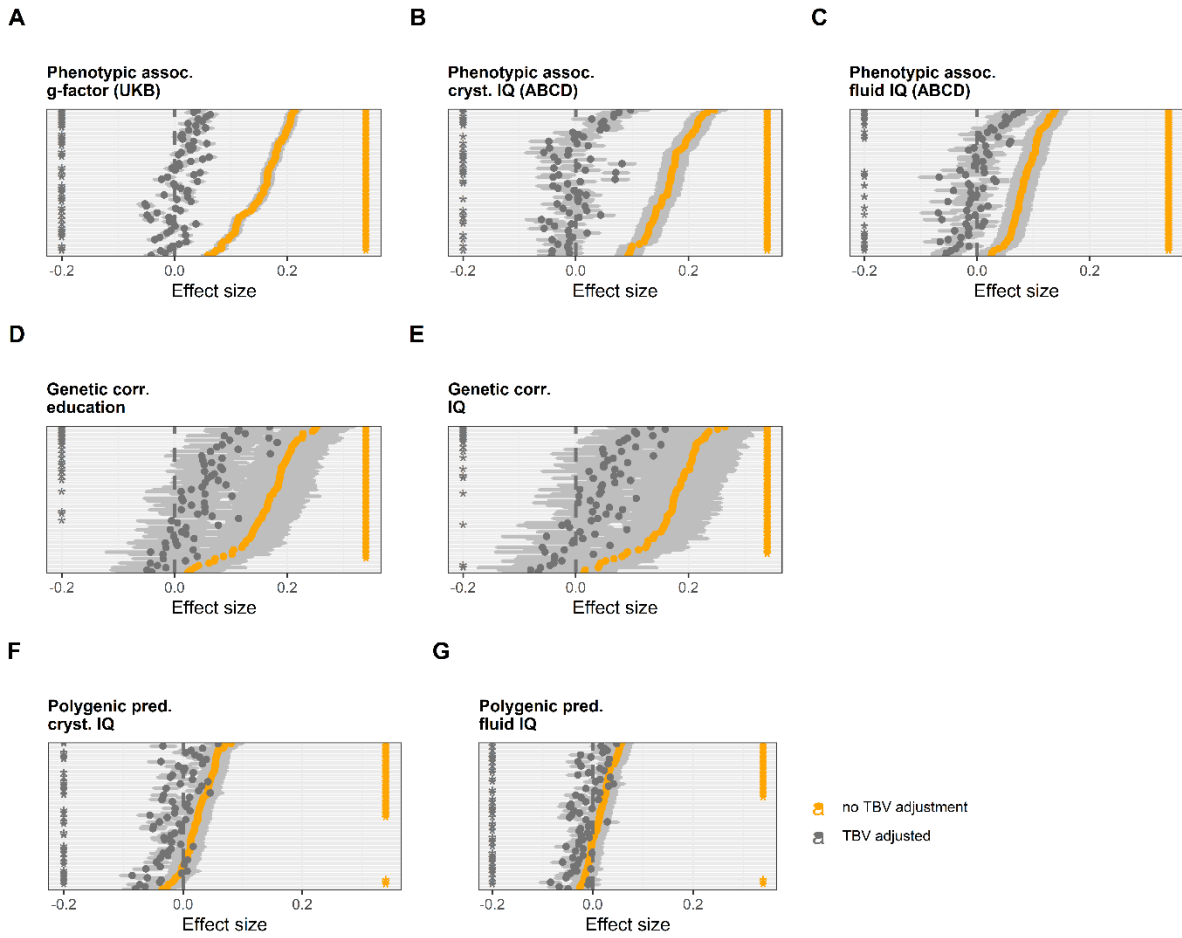 A
B
C
Phenotypic assoc.
g-factor (UKB)
Phenotypic assoc.
cryst. IQ (ABCD)
Phenotypic assoc.
fluid IQ (ABCD)
-0.2 0.0 0.2
Effect size
-0.2 0.0 0.2
Effect size
-0.2 0.0 0.2
Effect size
D
E
Genetic corr.
education
Genetic corr.
IQ
-0.2 0.0 0.2
Effect size
-0.2 0.0 0.2
Effect size
F
G
Polygenic pred.
cryst. IQ
Polygenic pred.
fluid IQ
-0.2 0.0 0.2
Effect size
-0.2 0.0 0.2
Effect size
a no TBV adjustment
a TBV adjusted